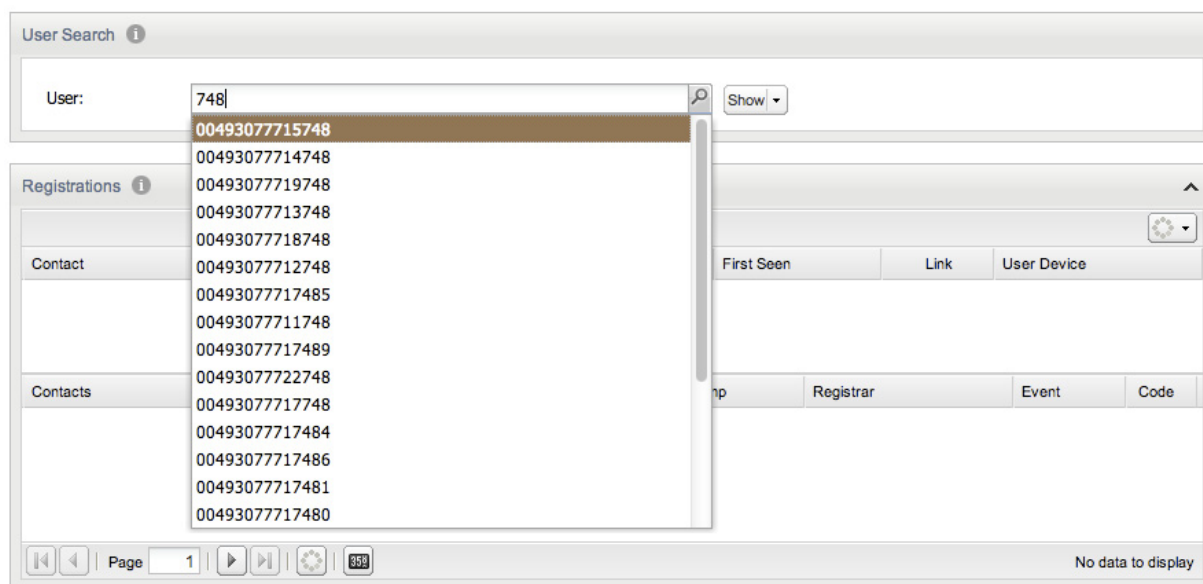 User Search
User:
748
Show
00493077715748
00493077714748
00493077719748
00493077713748
00493077718748
00493077712748
00493077717485
00493077711748
00493077717489
00493077722748
00493077717748
00493077717484
00493077717486
00493077717481
00493077717480
Registrations
Contact First Seen Link User Device
Contacts mp Registrar Event Code
Page 1 No data to display